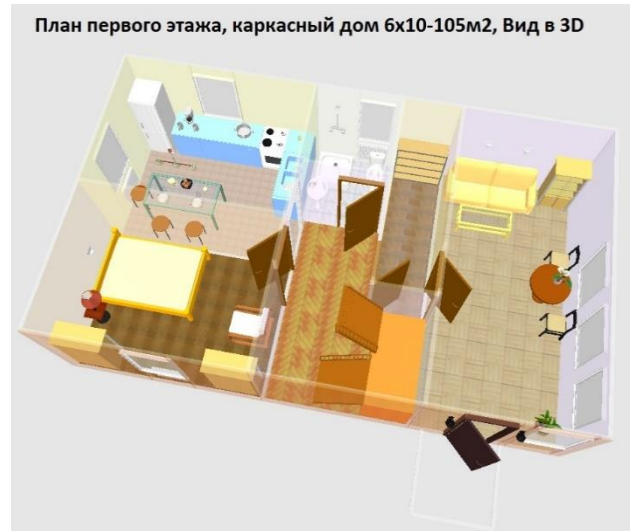 План первого этажа, каркасный дом 6х10-105м2, Вид в 3D